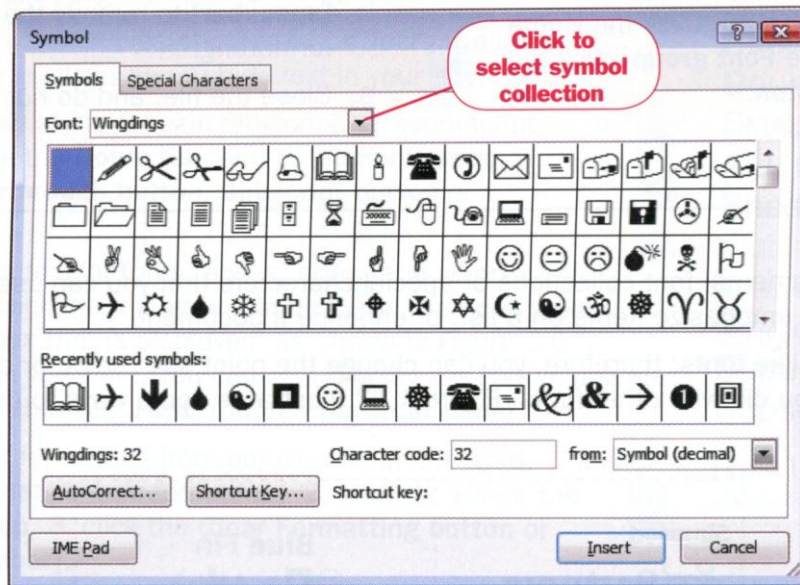 Symbol
Click to
select symbol
collection
Symbols
Special Characters
Font: Wingdings
Recently used symbols:
Wingdings: 32
Character code: 32
from: Symbol (decimal)
AutoCorrect...
Shortcut Key...
Shortcut key:
IME Pad
Insert
Cancel